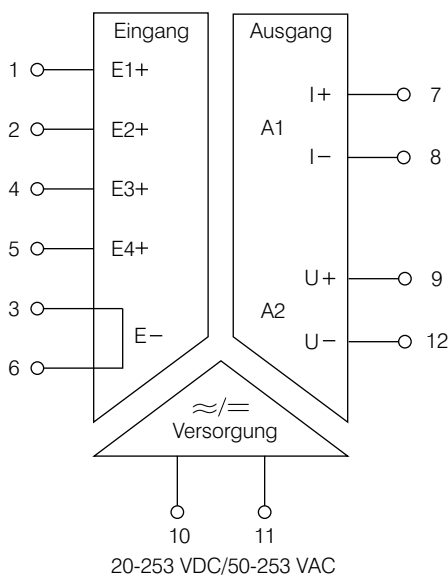 Eingang Ausgang
1 E1+
I+ 7
2 E2+
A1
I− 8
4 E3+
5 E4+
U+ 9
3
E−
A2
U− 12
6
≈/=
Versorgung
10 11
20-253 VDC/50-253 VAC